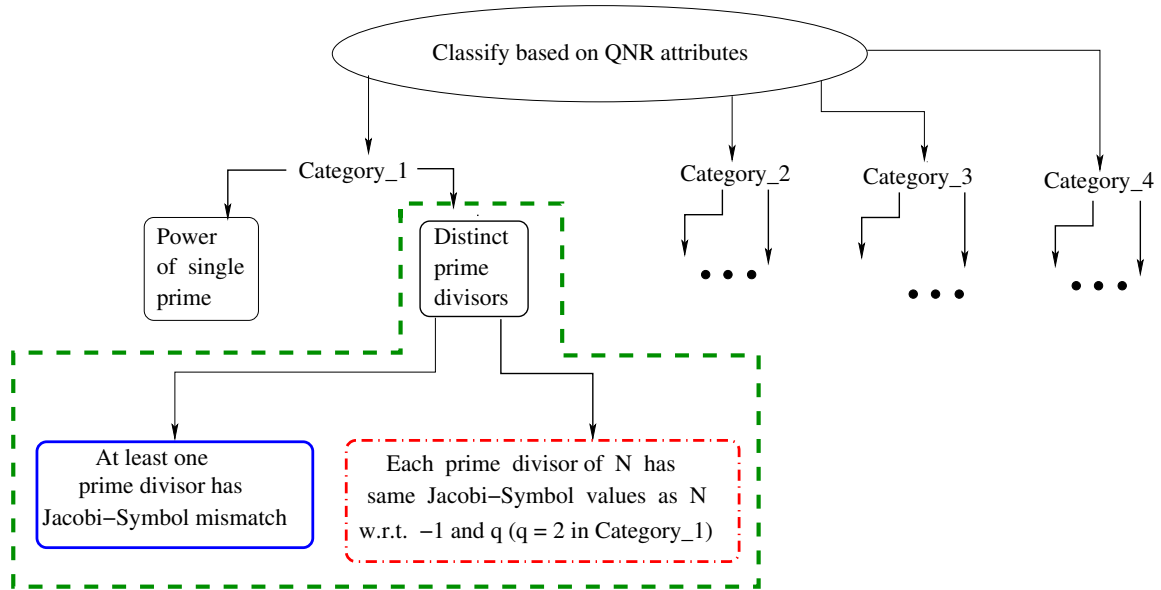 Classify based on QNR attributes
Category_1
Category_2
Category_3
Category_4
Power
of single
prime
Distinct
prime
divisors
At least one
prime divisor has
Jacobi−Symbol mismatch
Each prime divisor of N has
same Jacobi−Symbol values as N
w.r.t. −1 and q (q = 2 in Category_1)